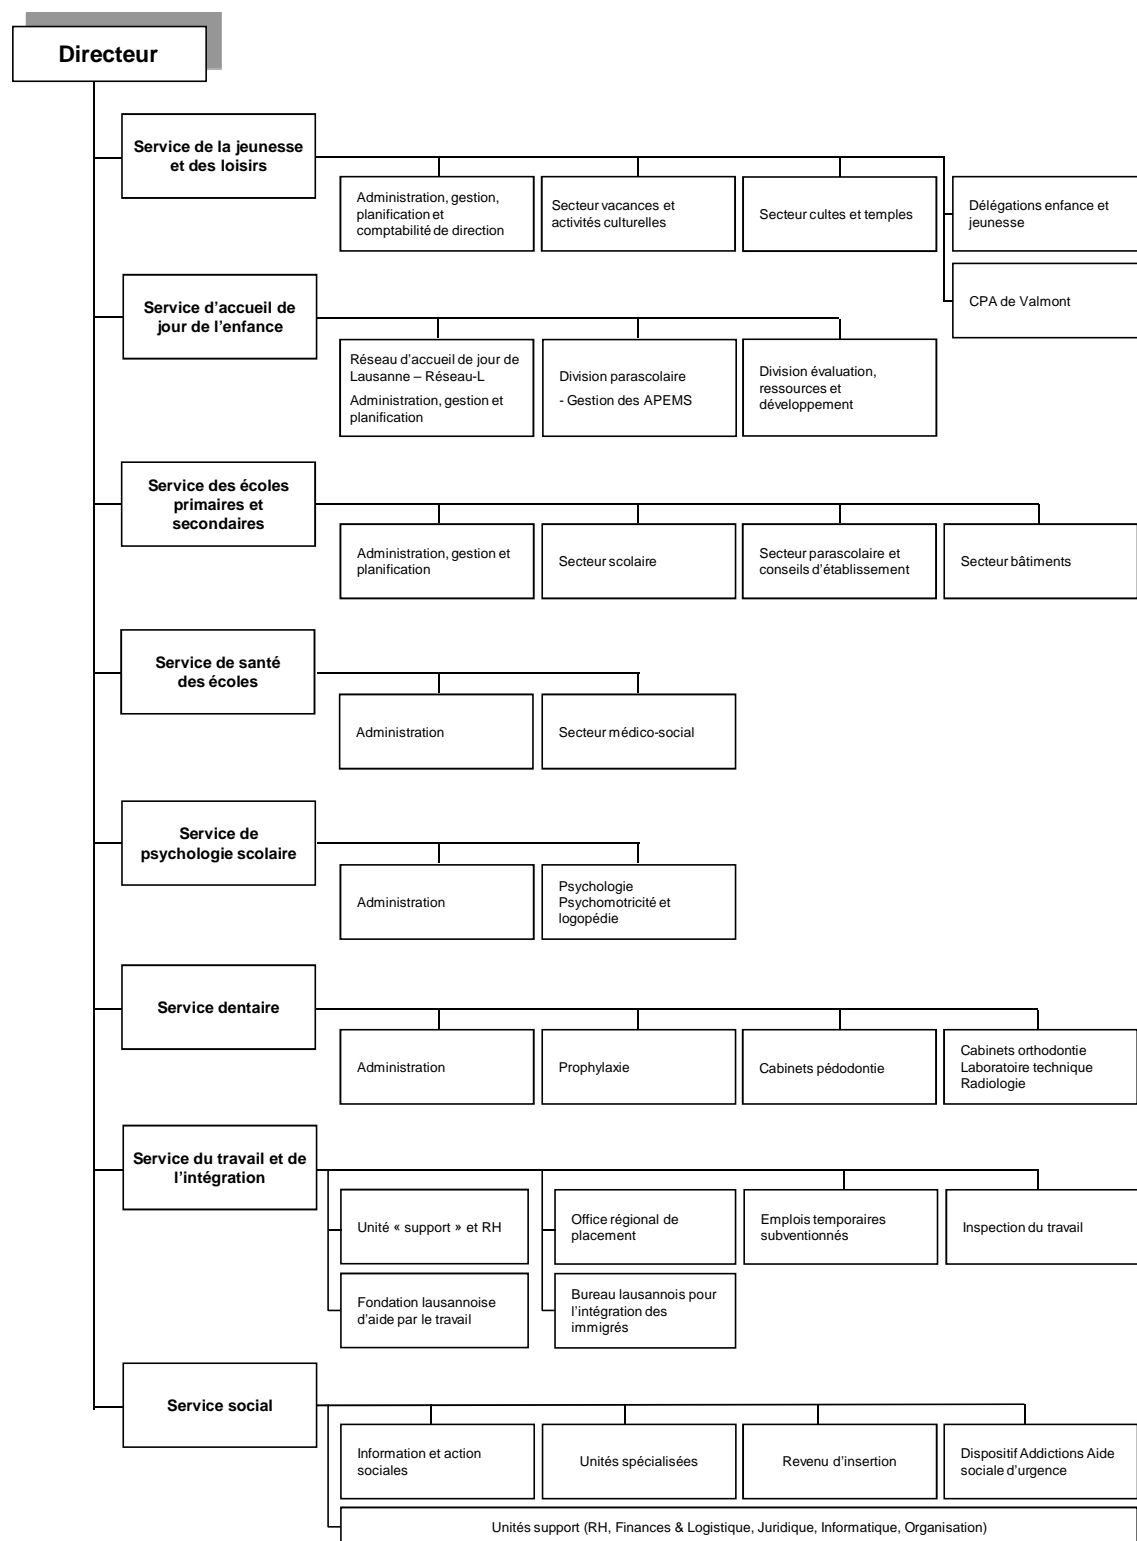 Directeur
Service de la jeunesse
et des loisirs
Administration, gestion,
planification et
comptabilité de direction
Secteur vacances et
activités culturelles
Secteur cultes et temples
Délégations enfance et
jeunesse
CPA de Valmont
Service d'accueil de
jour de l'enfance
Réseau d'accueil de jour de
Lausanne – Réseau-L
Administration, gestion et
planification
Division parascolaire
- Gestion des APEMS
Division évaluation,
ressources et
développement
Service des écoles
primaires et
secondaires
Administration, gestion et
planification
Secteur scolaire
Secteur parascolaire et
conseils d'établissement
Secteur bâtiments
Service de santé
des écoles
Administration
Secteur médico-social
Service de
psychologie scolaire
Administration
Psychologie
Psychomotricité et
logopédie
Service dentaire
Administration
Prophylaxie
Cabinets pédodontie
Cabinets orthodontie
Laboratoire technique
Radiologie
Service du travail et de
l'intégration
Unité « support » et RH
Office régional de
placement
Emplois temporaires
subventionnés
Inspection du travail
Fondation lausannoise
d'aide par le travail
Bureau lausannois pour
l'intégration des
immigrés
Service social
Information et action
sociales
Unités spécialisées
Revenu d'insertion
Dispositif Addictions Aide
sociale d'urgence
Unités support (RH, Finances & Logistique, Juridique, Informatique, Organisation)